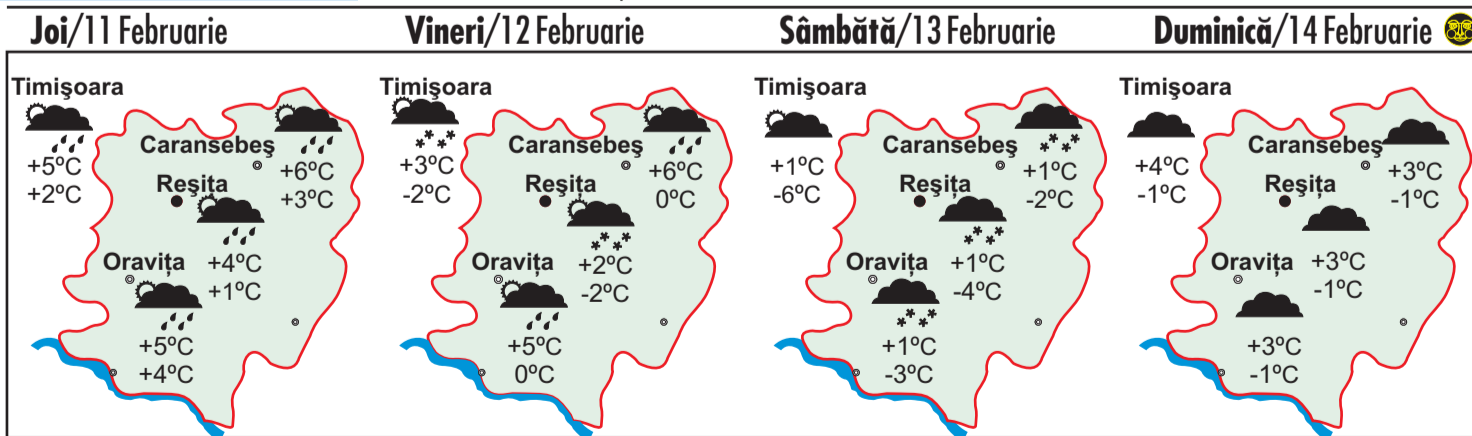 Joi/11 Februarie
Timişoara
+5ºC
+2ºC
Caransebeş
+6ºC
+3ºC
Reşiţa
+4ºC
+1ºC
Oraviţa
+5ºC
+4ºC
Vineri/12 Februarie
Timişoara
+3ºC
-2ºC
Caransebeş
+6ºC
0ºC
Reşiţa
+2ºC
-2ºC
Oraviţa
+5ºC
0ºC
Sâmbătă/13 Februarie
Timişoara
+1ºC
-6ºC
Caransebeş
+1ºC
-2ºC
Reşiţa
+1ºC
-4ºC
Oraviţa
+1ºC
-3ºC
Duminică/14 Februarie
Timişoara
+4ºC
-1ºC
Caransebeş
+3ºC
-1ºC
Reşiţa
+3ºC
-1ºC
Oraviţa
+3ºC
-1ºC